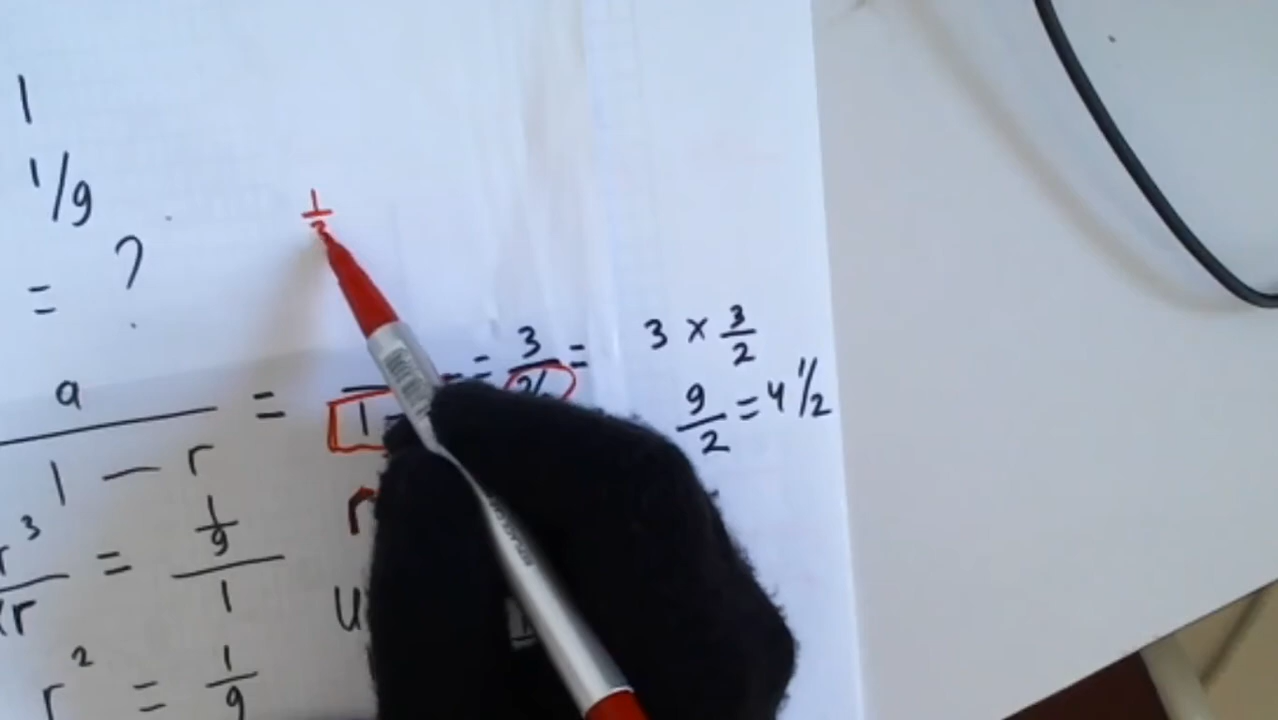 1
1/9
= ?
1/3
a / 1 - r = / 1 - = = 3 / 2/ =
3 × 3/2
9/2 = 4 1/2
r
r³ / r = 1/9 / 1
u
r² = 1/9